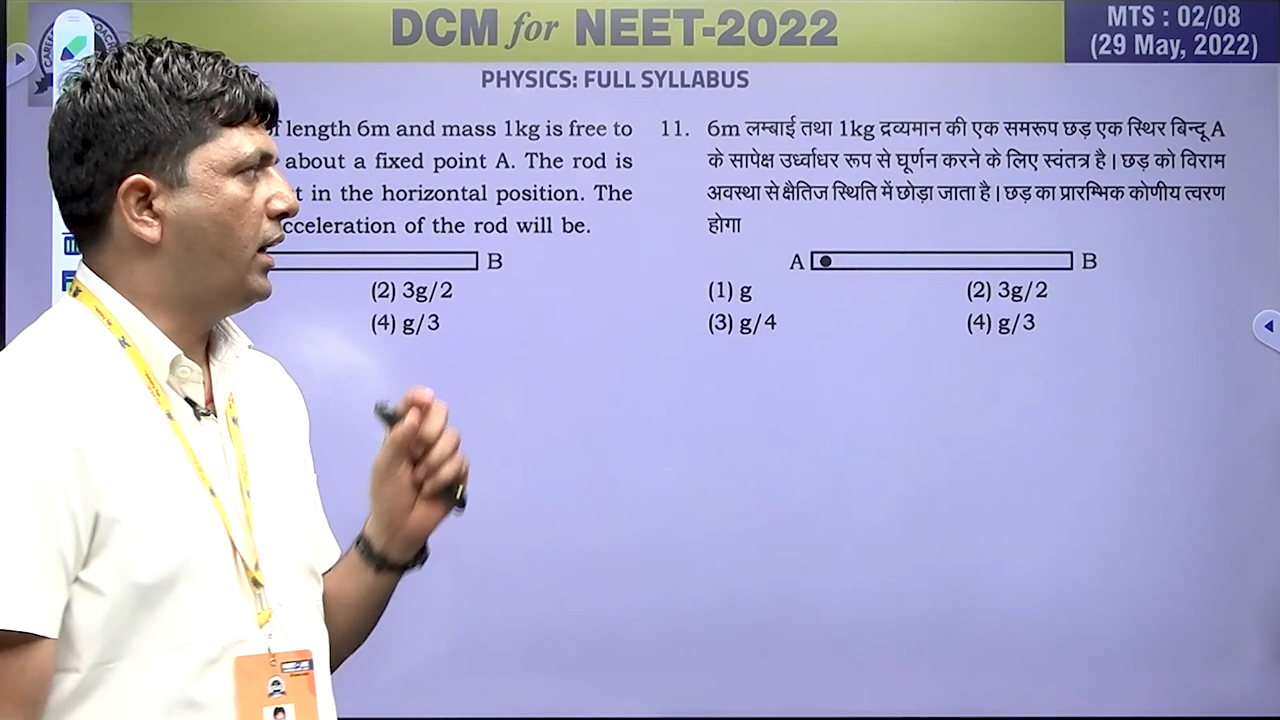 DCM for NEET-2022
MTS : 02/08
(29 May, 2022)
PHYSICS: FULL SYLLABUS
length 6m and mass 1kg is free to
about a fixed point A. The rod is
in the horizontal position. The
cceleration of the rod will be.
B
(2) 3g/2
(4) g/3
11. 6m लम्बाई तथा 1kg द्रव्यमान की एक समरूप छड़ एक स्थिर बिन्दू A
के सापेक्ष उर्ध्वाधर रूप से घूर्णन करने के लिए स्वंतत्र है। छड़ को विराम
अवस्था से क्षैतिज स्थिति में छोड़ा जाता है। छड़ का प्रारम्भिक कोणीय त्वरण
होगा
A B
(1) g (2) 3g/2
(3) g/4 (4) g/3